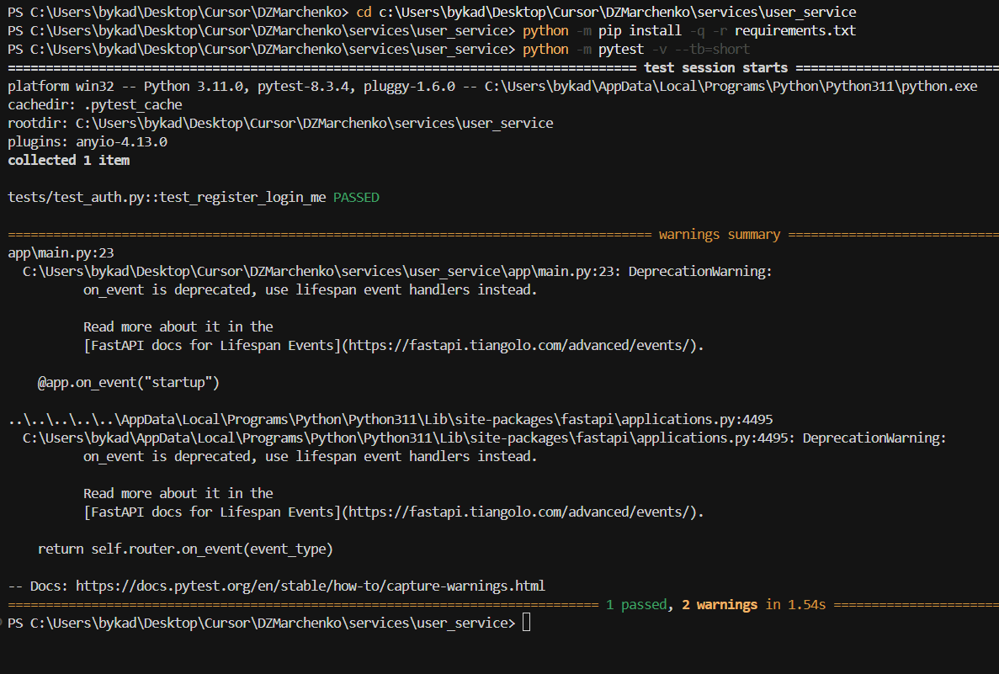 PS C:\Users\bykad\Desktop\Cursor\DZMarchenko> cd c:\Users\bykad\Desktop\Cursor\DZMarchenko\services\user_service
PS C:\Users\bykad\Desktop\Cursor\DZMarchenko\services\user_service> python -m pip install -q -r requirements.txt
PS C:\Users\bykad\Desktop\Cursor\DZMarchenko\services\user_service> python -m pytest -v --tb=short
=================================================================================== test session starts ===========================
platform win32 -- Python 3.11.0, pytest-8.3.4, pluggy-1.6.0 -- C:\Users\bykad\AppData\Local\Programs\Python\Python311\python.exe
cachedir: .pytest_cache
rootdir: C:\Users\bykad\Desktop\Cursor\DZMarchenko\services\user_service
plugins: anyio-4.13.0
collected 1 item
tests/test_auth.py::test_register_login_me PASSED
===================================================================================== warnings summary ============================
app\main.py:23
C:\Users\bykad\Desktop\Cursor\DZMarchenko\services\user_service\app\main.py:23: DeprecationWarning:
on_event is deprecated, use lifespan event handlers instead.
Read more about it in the
[FastAPI docs for Lifespan Events](https://fastapi.tiangolo.com/advanced/events/).
@app.on_event("startup")
..\..\..\..\..\AppData\Local\Programs\Python\Python311\Lib\site-packages\fastapi\applications.py:4495
C:\Users\bykad\AppData\Local\Programs\Python\Python311\Lib\site-packages\fastapi\applications.py:4495: DeprecationWarning:
on_event is deprecated, use lifespan event handlers instead.
Read more about it in the
[FastAPI docs for Lifespan Events](https://fastapi.tiangolo.com/advanced/events/).
return self.router.on_event(event_type)
-- Docs: https://docs.pytest.org/en/stable/how-to/capture-warnings.html
============================================================================== 1 passed, 2 warnings in 1.54s ======================
PS C:\Users\bykad\Desktop\Cursor\DZMarchenko\services\user_service>